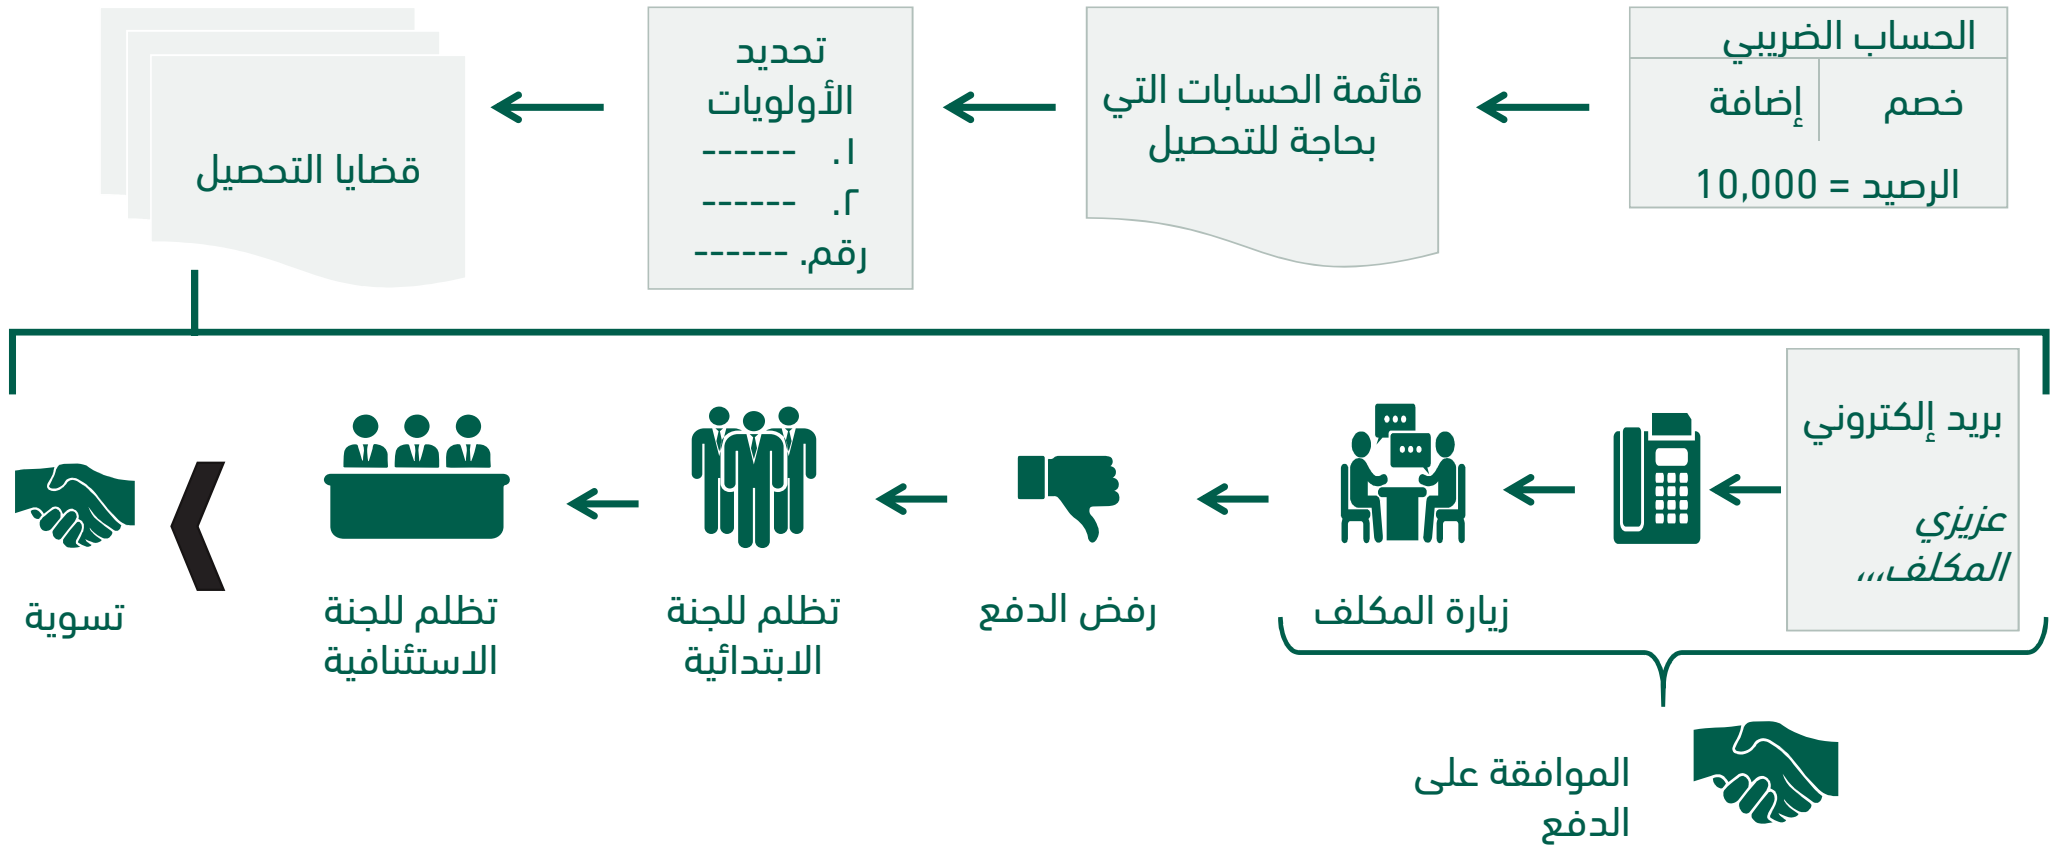 الحساب الضريبي
خصم
إضافة
الرصيد = 10,000
قائمة الحسابات التي
بحاجة للتحصيل
تحديد
الأولويات
١. ------
٢. ------
رقم. ------
قضايا التحصيل
بريد إلكتروني
عزيزي
المكلف,,,
زيارة المكلف
رفض الدفع
تظلم للجنة
الابتدائية
تظلم للجنة
الاستئنافية
تسوية
الموافقة على
الدفع